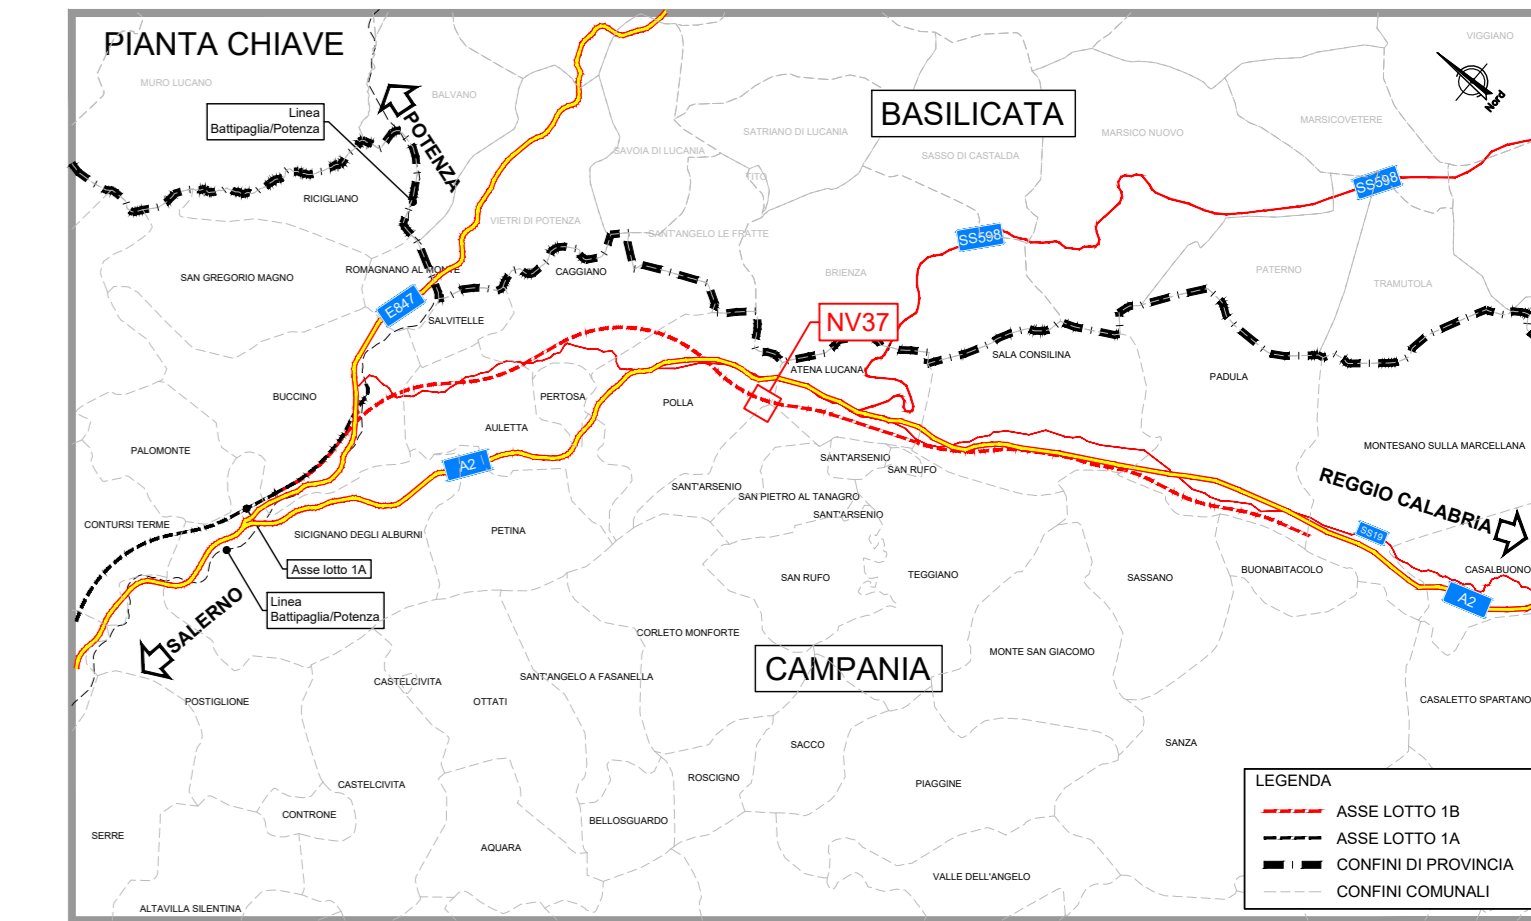 PIANTA CHIAVE
VIGGIANO
MURO LUCANO
BALVANO
Nord
Linea
Battipaglia/Potenza
POTENZA
BASILICATA
SATRIANO DI LUCANIA
MARSICO NUOVO
MARSICOVETERE
SAVOIA DI LUCANIA
SASSO DI CASTALDA
TITO
SS598
RICIGLIANO
VIETRI DI POTENZA
SANT'ANGELO LE FRATTE
SS598
SAN GREGORIO MAGNO
ROMAGNANO AL MONTE
CAGGIANO
BRIENZA
PATERNO
TRAMUTOLA
E847
SALVITELLE
NV37
SALA CONSILINA
ATENA LUCANA
PADULA
BUCCINO
PERTOSA
POLLA
AULETTA
PALOMONTE
MONTESANO SULLA MARCELLANA
A2
SANT'ARSENIO
SAN RUFO
SANT'ARSENIO
SAN PIETRO AL TANAGRO
SANT'ARSENIO
REGGIO CALABRiA
CONTURSI TERME
SICIGNANO DEGLI ALBURNI
PETINA
SS19
Asse lotto 1A
SAN RUFO
TEGGIANO
SASSANO
BUONABITACOLO
CASALBUONO
A2
Linea
Battipaglia/Potenza
SALERNO
CORLETO MONFORTE
MONTE SAN GIACOMO
CAMPANIA
CASTELCIVITA
SANT'ANGELO A FASANELLA
POSTIGLIONE
OTTATI
CASALETTO SPARTANO
SACCO
SANZA
ROSCIGNO
PIAGGINE
CASTELCIVITA
CONTRONE
BELLOSGUARDO
SERRE
AQUARA
VALLE DELL'ANGELO
ALTAVILLA SILENTINA
LEGENDA
ASSE LOTTO 1B
ASSE LOTTO 1A
CONFINI DI PROVINCIA
CONFINI COMUNALI